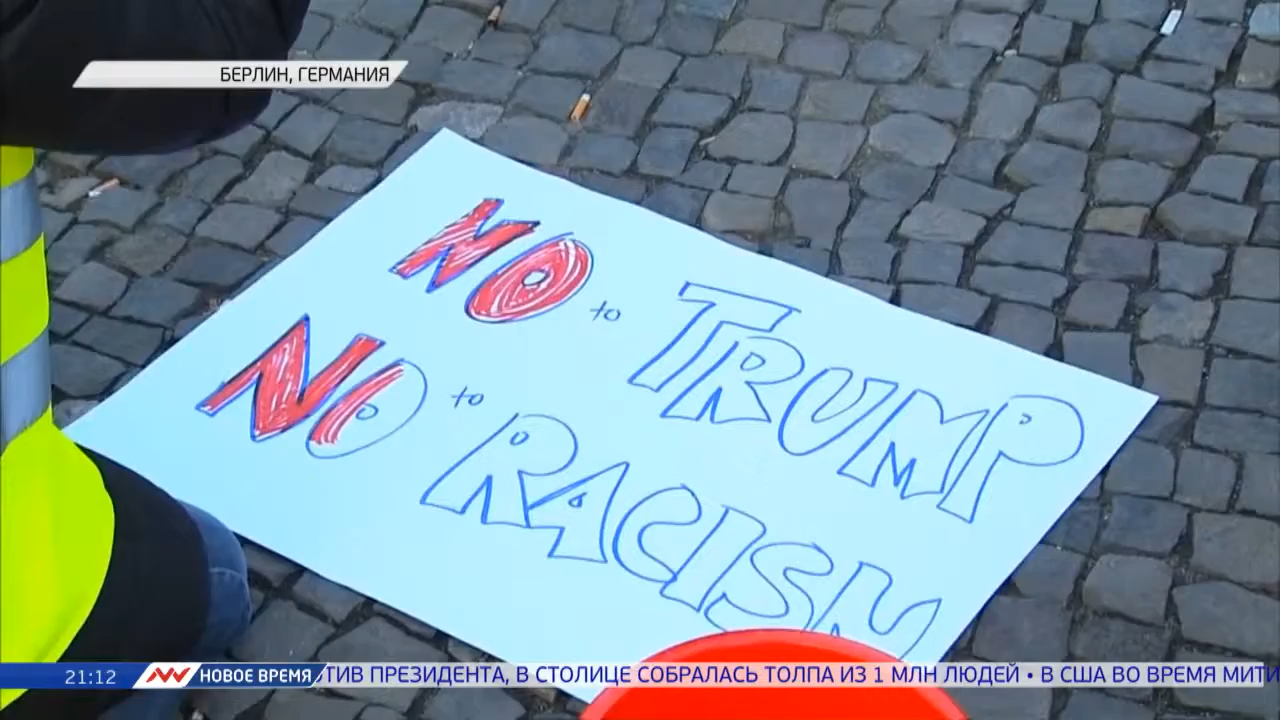 БЕРЛИН, ГЕРМАНИЯ
NO to TRUMP
NO to RACISM
21:12
НОВОЕ ВРЕМЯ
ТИВ ПРЕЗИДЕНТА, В СТОЛИЦЕ СОБРАЛАСЬ ТОЛПА ИЗ 1 МЛН ЛЮДЕЙ • В США ВО ВРЕМЯ МИТИ